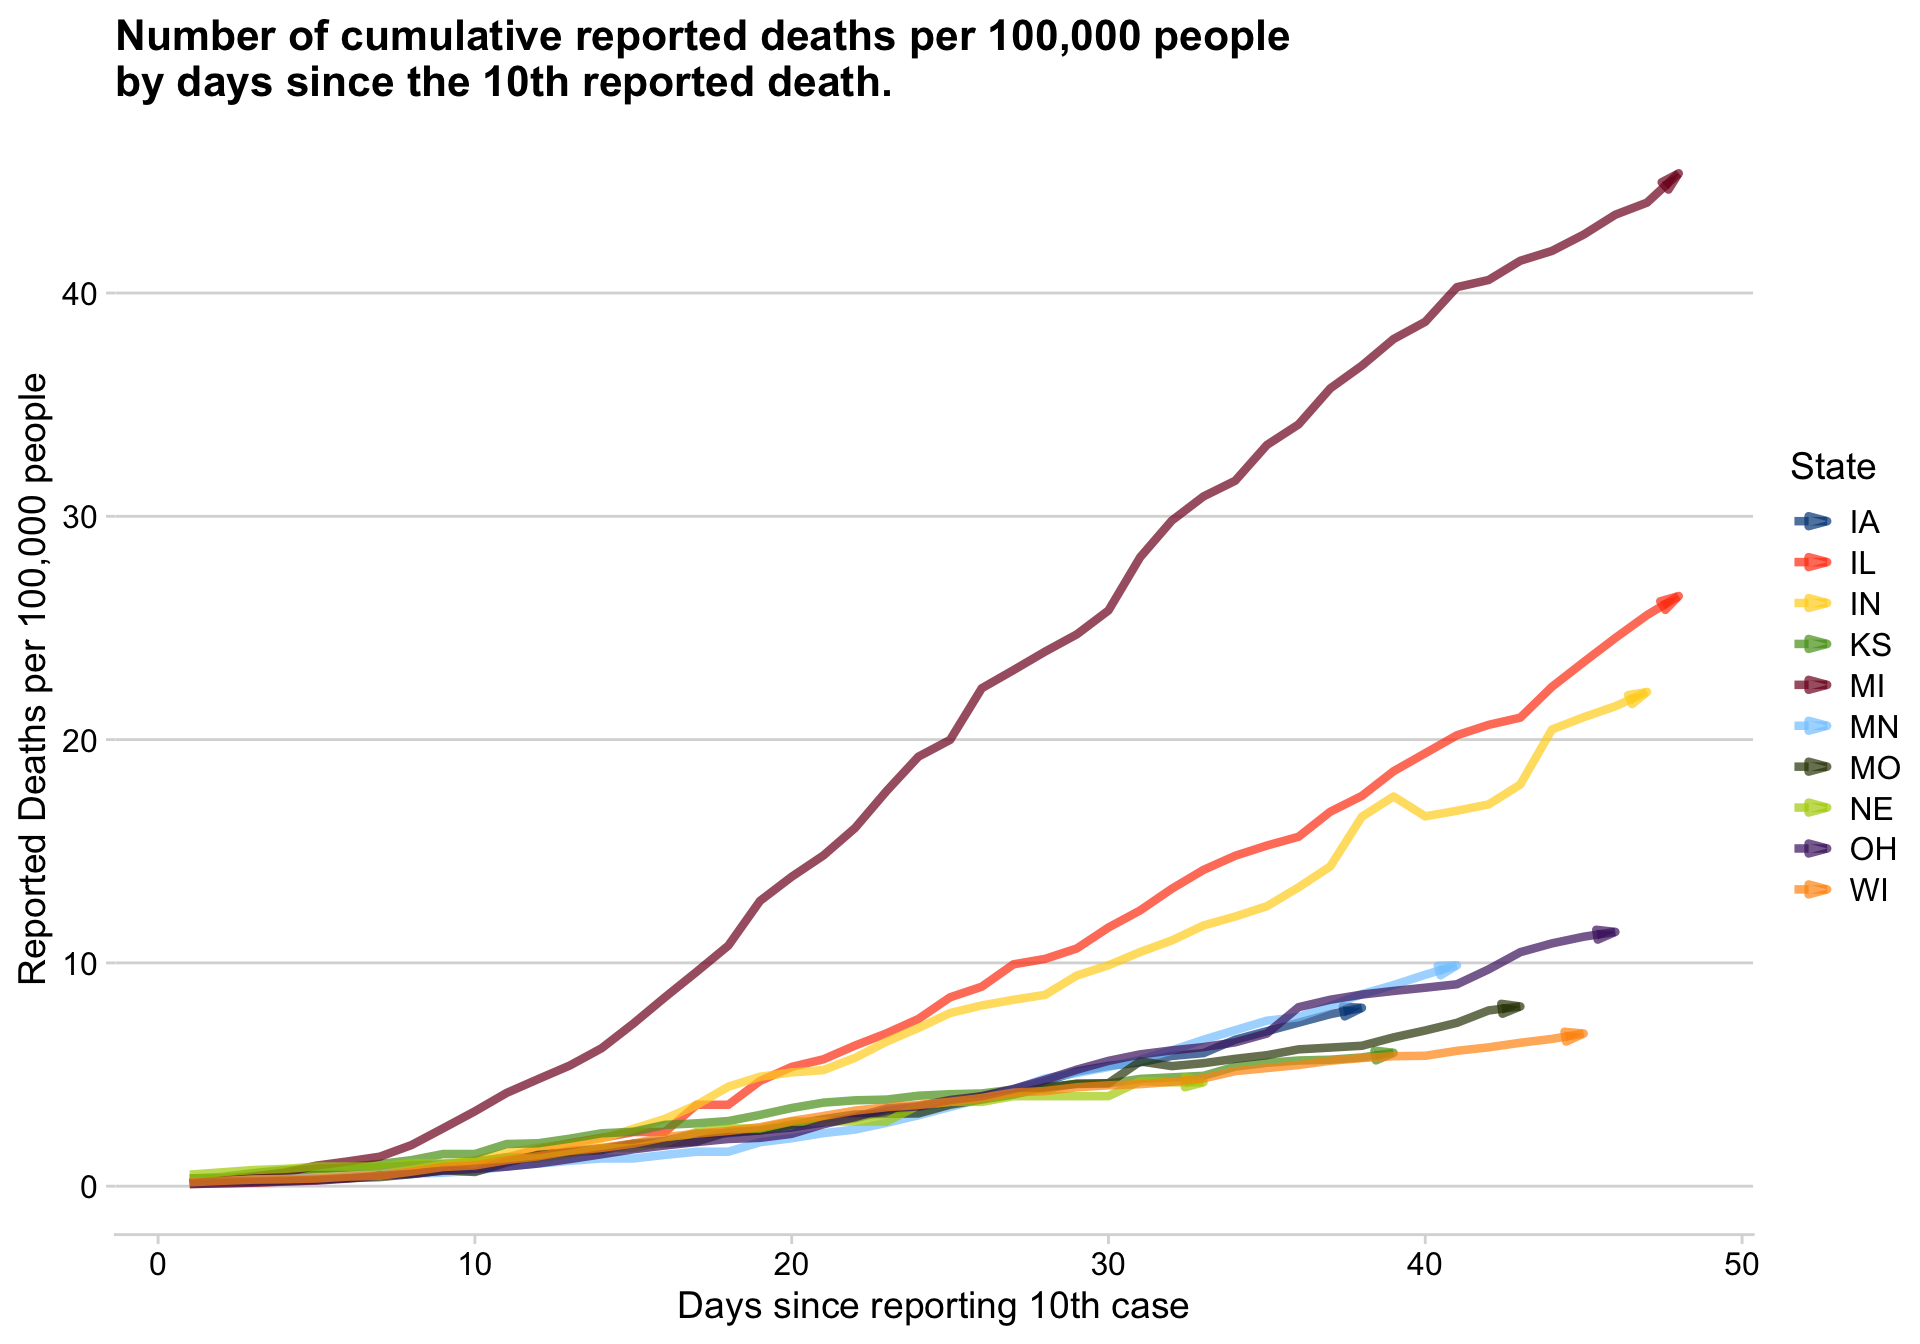 Number of cumulative reported deaths per 100,000 people
by days since the 10th reported death.
Reported Deaths per 100,000 people
40
30
20
10
0
0 10 20 30 40 50
Days since reporting 10th case
State
IA
IL
IN
KS
MI
MN
MO
NE
OH
WI